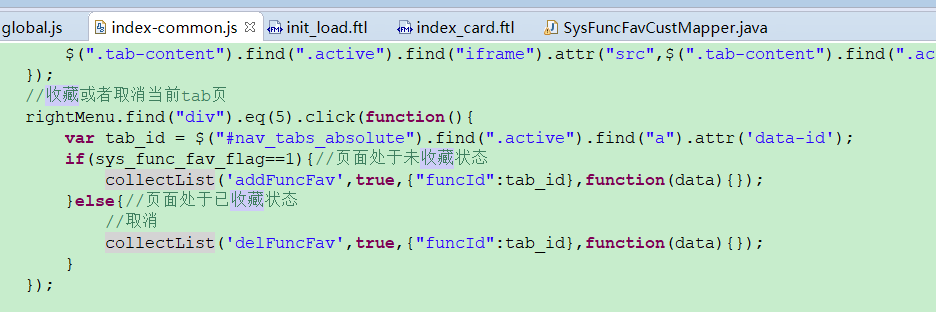 global.js index-common.js init_load.ftl index_card.ftl SysFuncFavCustMapper.java
$(".tab-content").find(".active").find("iframe").attr("src",$(".tab-content").find(".ac
});
//收藏或者取消当前tab页
rightMenu.find("div").eq(5).click(function(){
var tab_id = $("#nav_tabs_absolute").find(".active").find("a").attr('data-id');
if(sys_func_fav_flag==1){//页面处于未收藏状态
collectList('addFuncFav',true,{"funcId":tab_id},function(data){});
}else{//页面处于已收藏状态
//取消
collectList('delFuncFav',true,{"funcId":tab_id},function(data){});
}
});